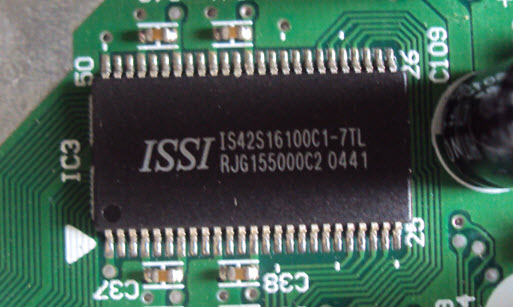 50
26
C109
IC3
ISSI
IS42S16100C1-7TL
RJG155000C2 0441
25
C37
C38